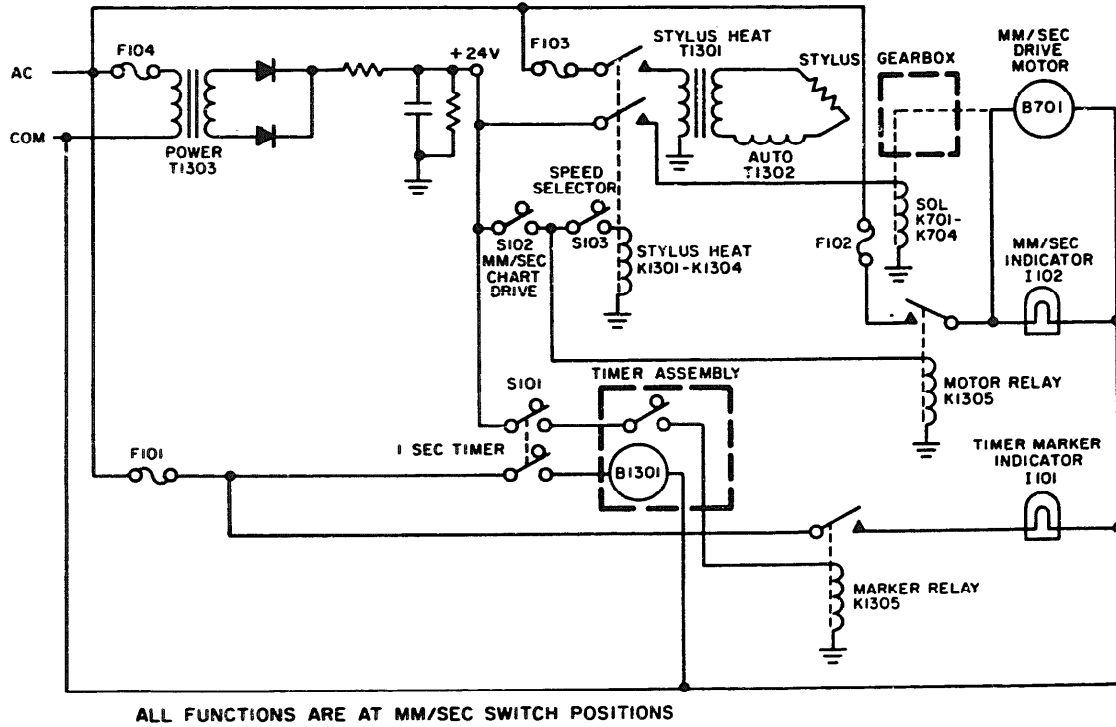 F104
AC
COM
POWER
T1303
+24V
F103
STYLUS HEAT
T1301
STYLUS
AUTO
T1302
GEARBOX
MM/SEC
DRIVE
MOTOR
B701
SPEED
SELECTOR
S102
MM/SEC
CHART
DRIVE
S103
STYLUS HEAT
K1301-K1304
SOL
K701-
K704
F102
MM/SEC
INDICATOR
I102
S101
TIMER ASSEMBLY
MOTOR RELAY
K1305
F101
1 SEC TIMER
B1301
TIMER MARKER
INDICATOR
I101
MARKER RELAY
K1305
ALL FUNCTIONS ARE AT MM/SEC SWITCH POSITIONS